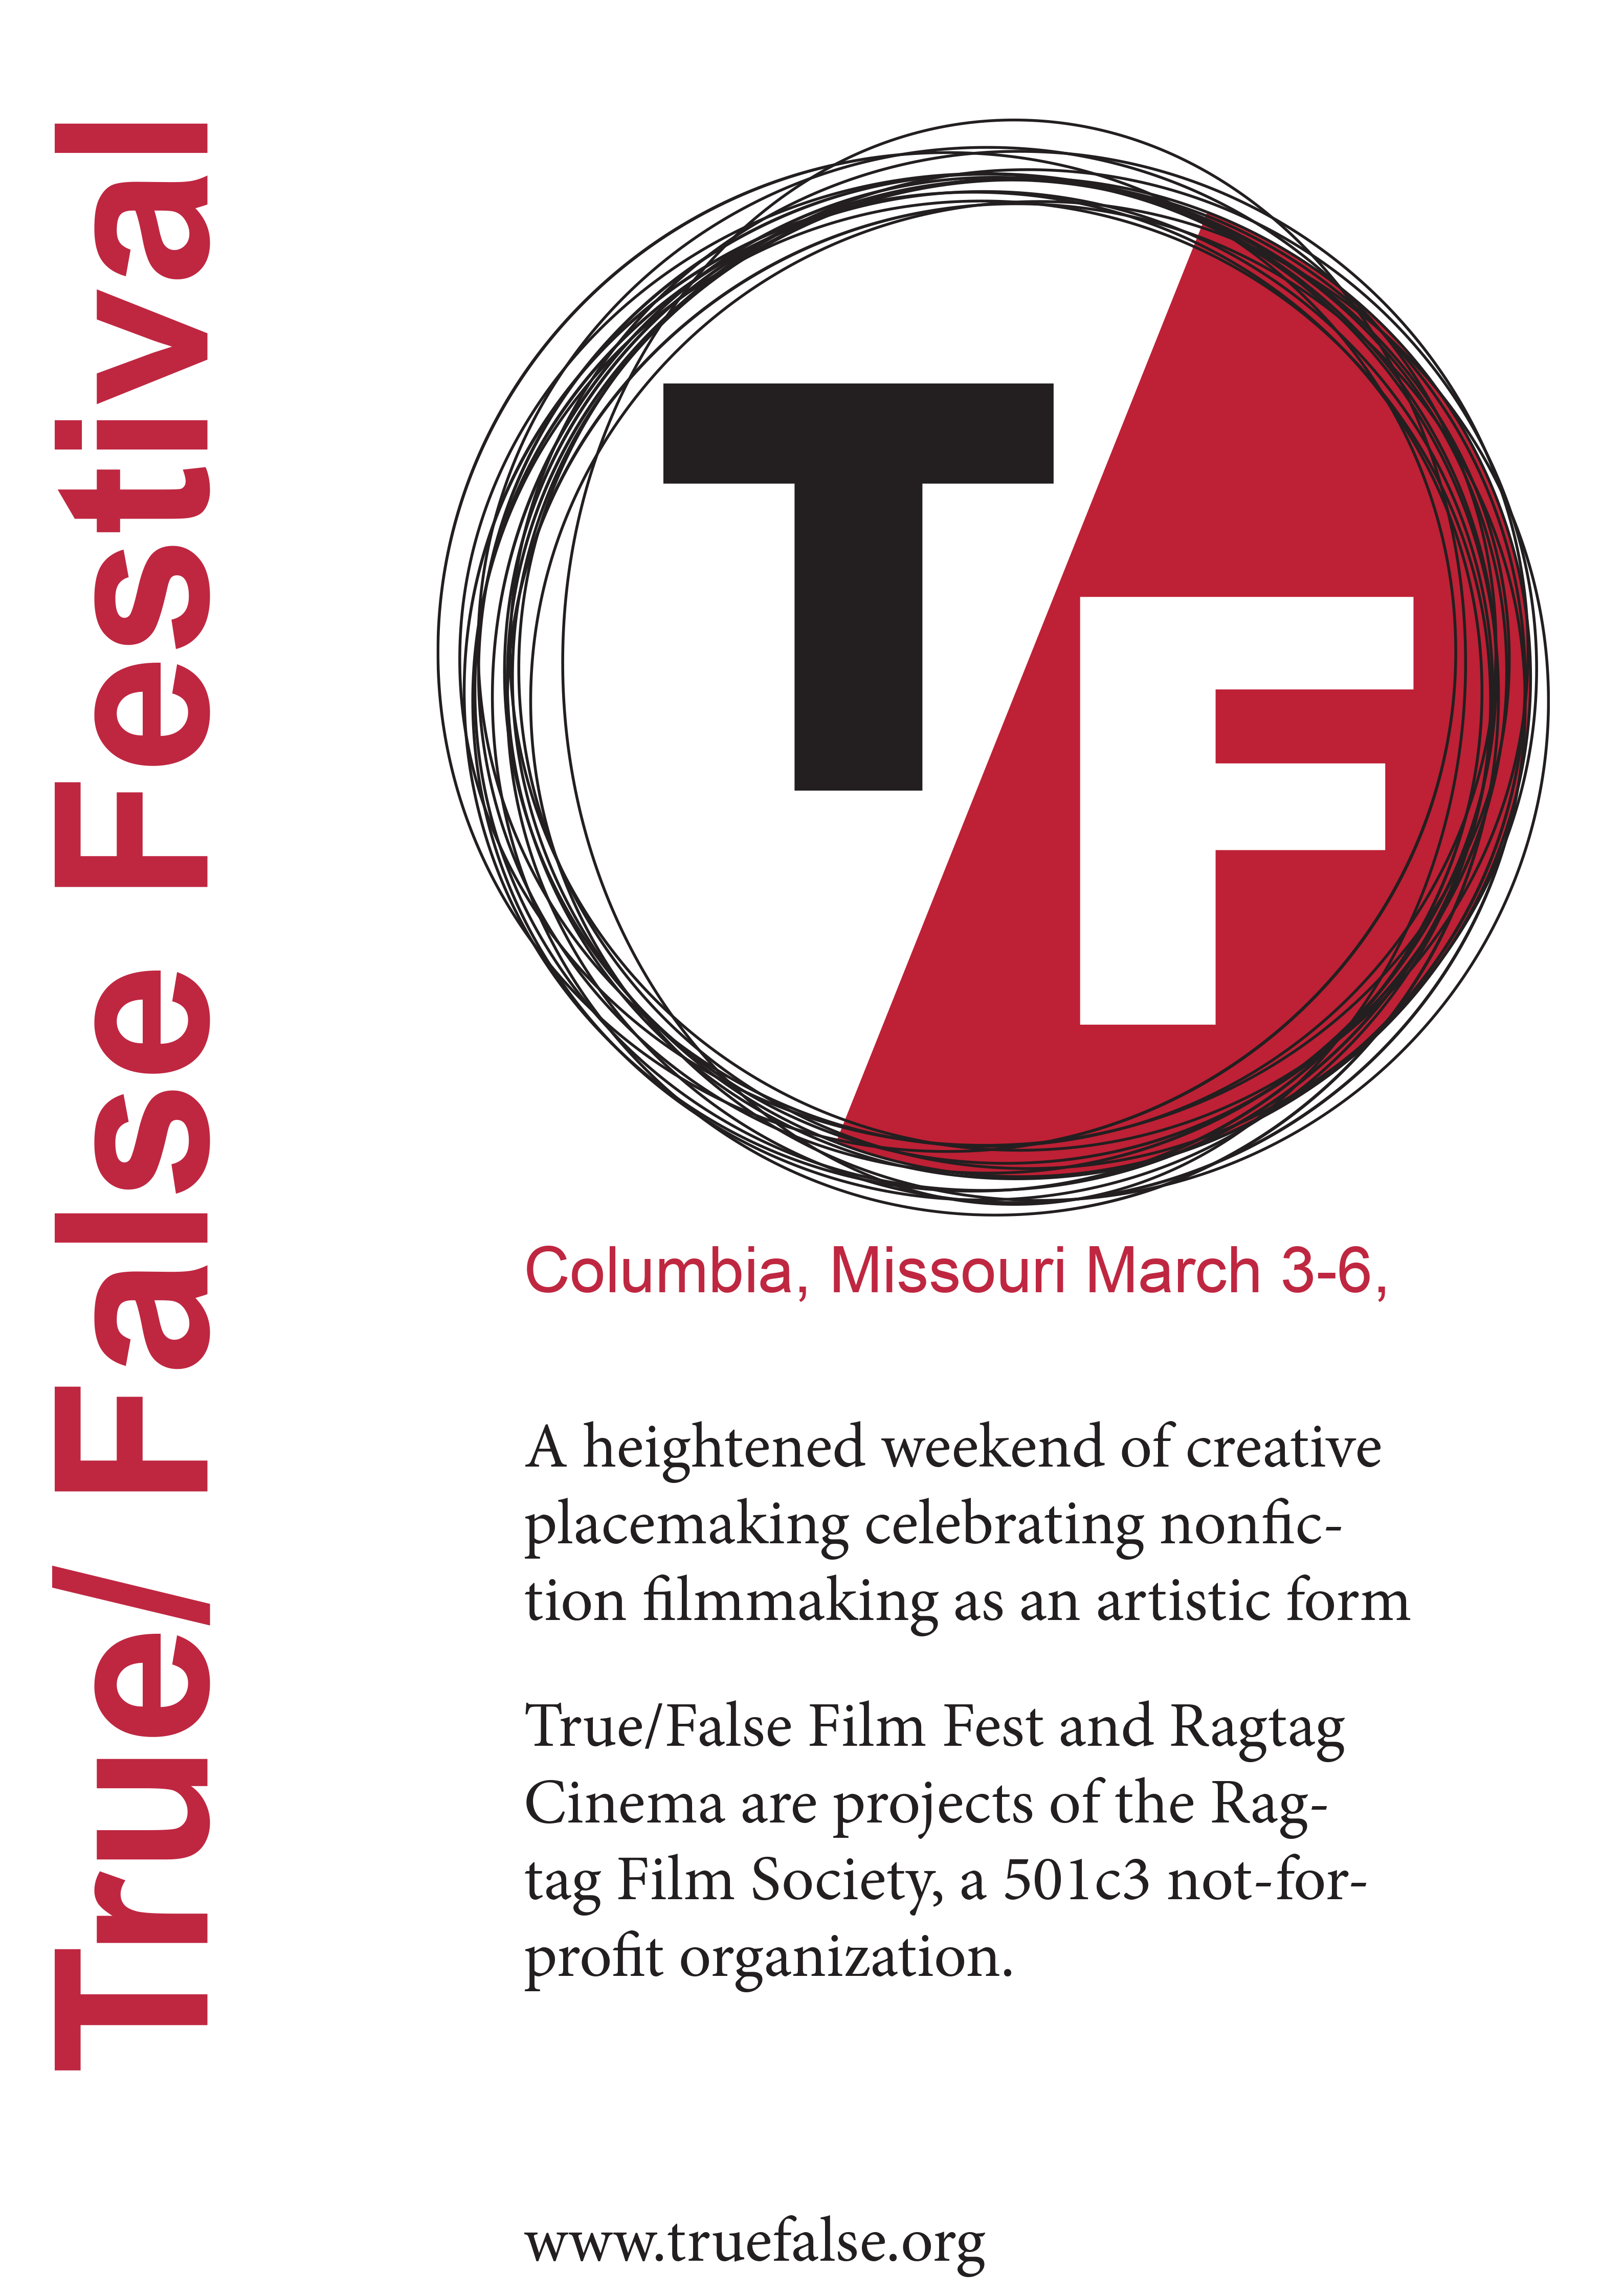 True/ False Festival
T/F
Columbia, Missouri March 3-6,
A heightened weekend of creative
placemaking celebrating nonfic-
tion filmmaking as an artistic form
True/False Film Fest and Ragtag
Cinema are projects of the Rag-
tag Film Society, a 501c3 not-for-
profit organization.
www.truefalse.org